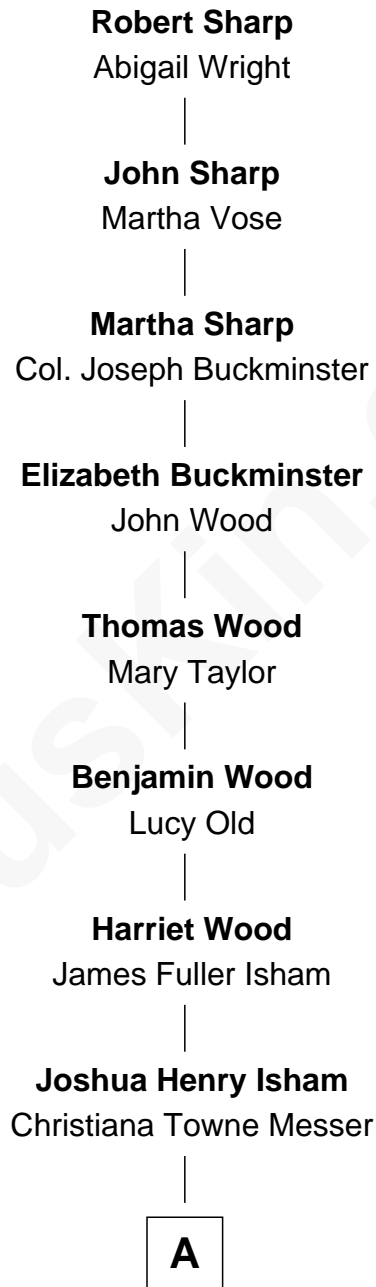 Robert Sharp
Abigail Wright
John Sharp
Martha Vose
Martha Sharp
Col. Joseph Buckminster
Elizabeth Buckminster
John Wood
Thomas Wood
Mary Taylor
Benjamin Wood
Lucy Old
Harriet Wood
James Fuller Isham
Joshua Henry Isham
Christiana Towne Messer
A